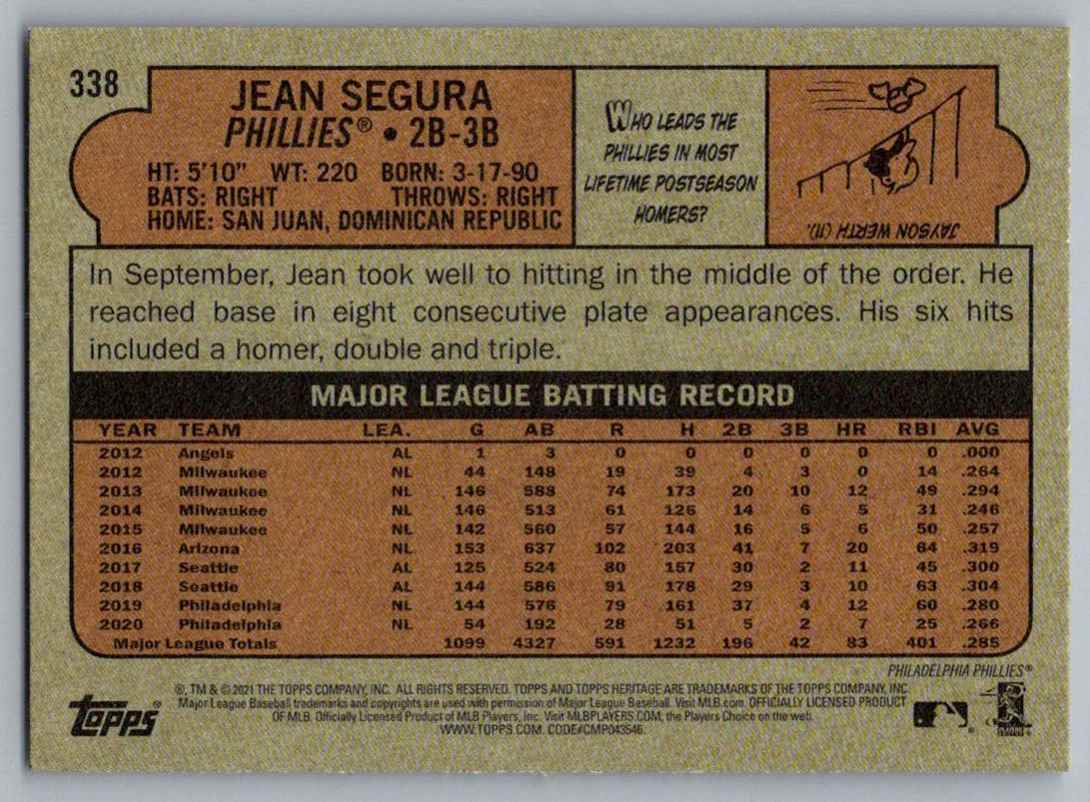 338
JEAN SEGURA
PHILLIES® • 2B-3B
HT: 5'10" WT: 220 BORN: 3-17-90
BATS: RIGHT THROWS: RIGHT
HOME: SAN JUAN, DOMINICAN REPUBLIC
WHO LEADS THE
PHILLIES IN MOST
LIFETIME POSTSEASON
HOMERS?
JAYSON WERTH (11).
In September, Jean took well to hitting in the middle of the order. He
reached base in eight consecutive plate appearances. His six hits
included a homer, double and triple.
MAJOR LEAGUE BATTING RECORD
YEAR TEAM LEA. G AB R H 2B 3B HR RBI AVG
2012 Angels AL 1 3 0 0 0 0 0 0 .000
2012 Milwaukee NL 44 148 19 39 4 3 0 14 .264
2013 Milwaukee NL 146 588 74 173 20 10 12 49 .294
2014 Milwaukee NL 146 513 61 126 14 6 5 31 .246
2015 Milwaukee NL 142 560 57 144 16 5 6 50 .257
2016 Arizona NL 153 637 102 203 41 7 20 64 .319
2017 Seattle AL 125 524 80 157 30 2 11 45 .300
2018 Seattle AL 144 586 91 178 29 3 10 63 .304
2019 Philadelphia NL 144 576 79 161 37 4 12 60 .280
2020 Philadelphia NL 54 192 28 51 5 2 7 25 .266
Major League Totals 1099 4327 591 1232 196 42 83 401 .285
PHILADELPHIA PHILLIES®
®, TM & © 2021 THE TOPPS COMPANY, INC. ALL RIGHTS RESERVED. TOPPS AND TOPPS HERITAGE ARE TRADEMARKS OF THE TOPPS COMPANY, INC.
Major League Baseball trademarks and copyrights are used with permission of Major League Baseball. Visit MLB.com. OFFICIALLY LICENSED PRODUCT
OF MLB. Officially Licensed Product of MLB Players, Inc. Visit MLBPLAYERS.COM, the Players Choice on the web.
WWW.TOPPS.COM. CODE#CMP043546.
topps®